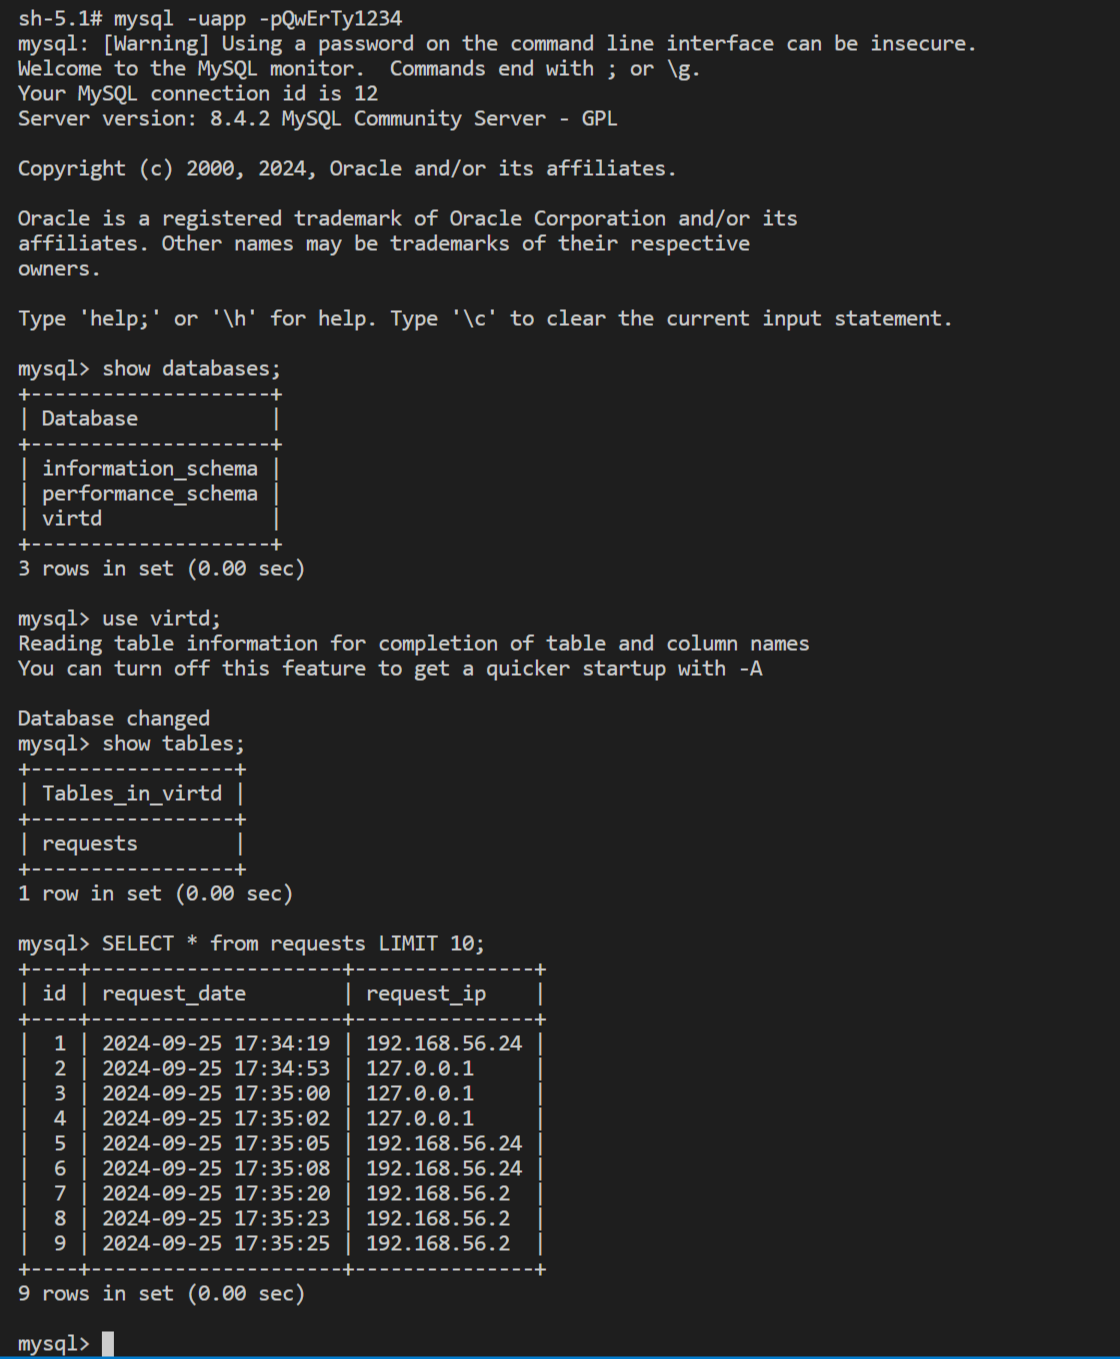 sh-5.1# mysql -uapp -pQwErTy1234
mysql: [Warning] Using a password on the command line interface can be insecure.
Welcome to the MySQL monitor.  Commands end with ; or \g.
Your MySQL connection id is 12
Server version: 8.4.2 MySQL Community Server - GPL

Copyright (c) 2000, 2024, Oracle and/or its affiliates.

Oracle is a registered trademark of Oracle Corporation and/or its
affiliates. Other names may be trademarks of their respective
owners.

Type 'help;' or '\h' for help. Type '\c' to clear the current input statement.

mysql> show databases;
+--------------------+
| Database           |
+--------------------+
| information_schema |
| performance_schema |
| virtd              |
+--------------------+
3 rows in set (0.00 sec)

mysql> use virtd;
Reading table information for completion of table and column names
You can turn off this feature to get a quicker startup with -A

Database changed
mysql> show tables;
+-----------------+
| Tables_in_virtd |
+-----------------+
| requests        |
+-----------------+
1 row in set (0.00 sec)

mysql> SELECT * from requests LIMIT 10;
+----+---------------------+---------------+
| id | request_date        | request_ip    |
+----+---------------------+---------------+
|  1 | 2024-09-25 17:34:19 | 192.168.56.24 |
|  2 | 2024-09-25 17:34:53 | 127.0.0.1     |
|  3 | 2024-09-25 17:35:00 | 127.0.0.1     |
|  4 | 2024-09-25 17:35:02 | 127.0.0.1     |
|  5 | 2024-09-25 17:35:05 | 192.168.56.24 |
|  6 | 2024-09-25 17:35:08 | 192.168.56.24 |
|  7 | 2024-09-25 17:35:20 | 192.168.56.2  |
|  8 | 2024-09-25 17:35:23 | 192.168.56.2  |
|  9 | 2024-09-25 17:35:25 | 192.168.56.2  |
+----+---------------------+---------------+
9 rows in set (0.00 sec)

mysql>